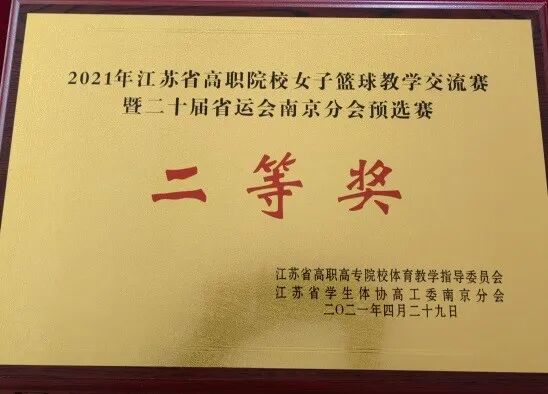 2021年江苏省高职院校女子篮球教学交流赛
暨二十届省运会南京分会预选赛
二等奖
江苏省高职高专院校体育教学指导委员会
江苏省学生体协高工委南京分会
二〇二一年四月二十九日